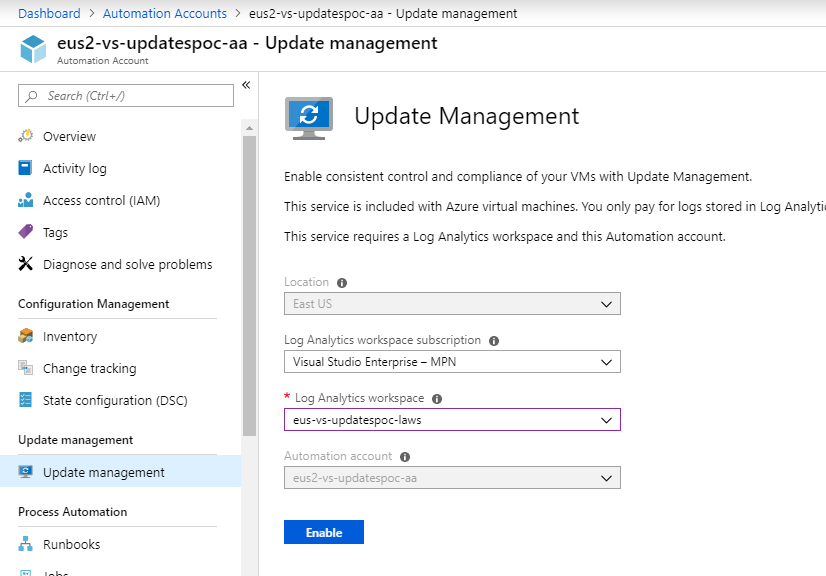 Dashboard > Automation Accounts > eus2-vs-updatespoc-aa - Update management
eus2-vs-updatespoc-aa - Update management
Automation Account
Search (Ctrl+/)
«
Overview
Activity log
Access control (IAM)
Tags
Diagnose and solve problems
Configuration Management
Inventory
Change tracking
State configuration (DSC)
Update management
Update management
Process Automation
Runbooks
Jobs
Update Management
Enable consistent control and compliance of your VMs with Update Management.
This service is included with Azure virtual machines. You only pay for logs stored in Log Analytic
This service requires a Log Analytics workspace and this Automation account.
Location
East US
Log Analytics workspace subscription
Visual Studio Enterprise – MPN
* Log Analytics workspace
eus-vs-updatespoc-laws
Automation account
eus2-vs-updatespoc-aa
Enable